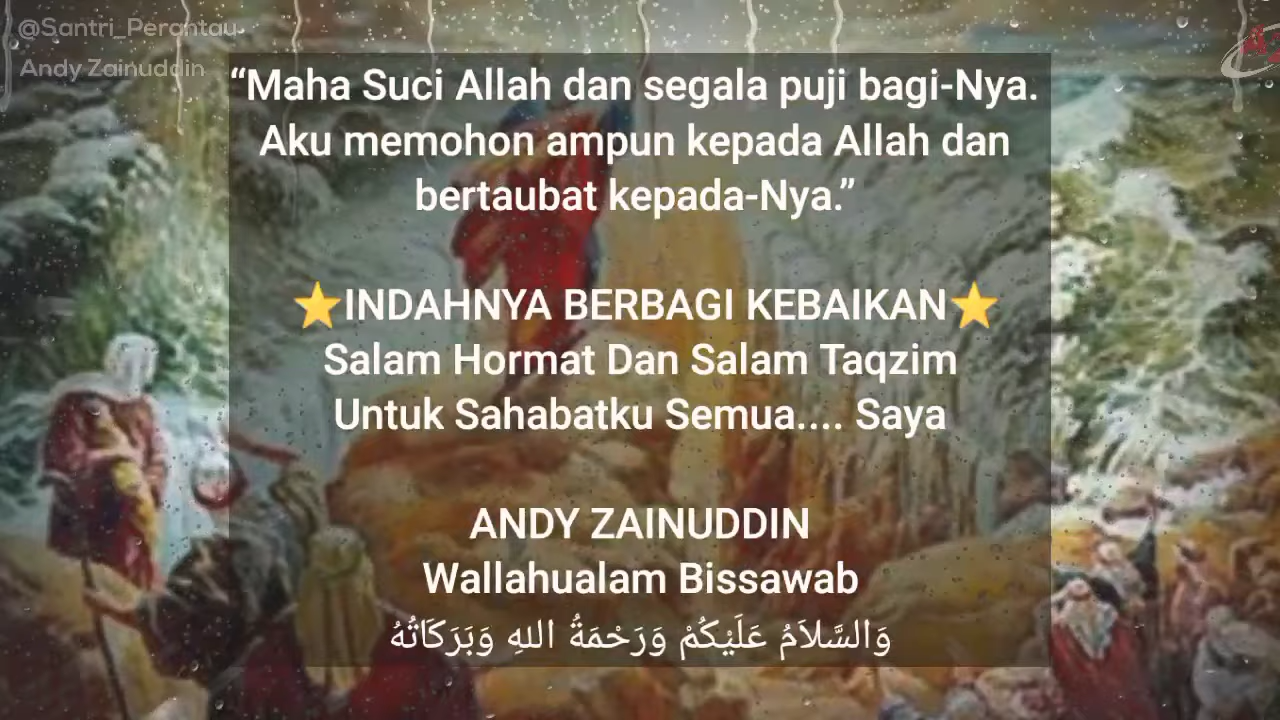 @Santri_Perantau
Andy Zainuddin
“Maha Suci Allah dan segala puji bagi-Nya.
Aku memohon ampun kepada Allah dan
bertaubat kepada-Nya.”
⭐INDAHNYA BERBAGI KEBAIKAN⭐
Salam Hormat Dan Salam Taqzim
Untuk Sahabatku Semua.... Saya
ANDY ZAINUDDIN
Wallahualam Bissawab
وَالسَّلاَمُ عَلَيْكُمْ وَرَحْمَةُ اللهِ وَبَرَكَاتُهُ